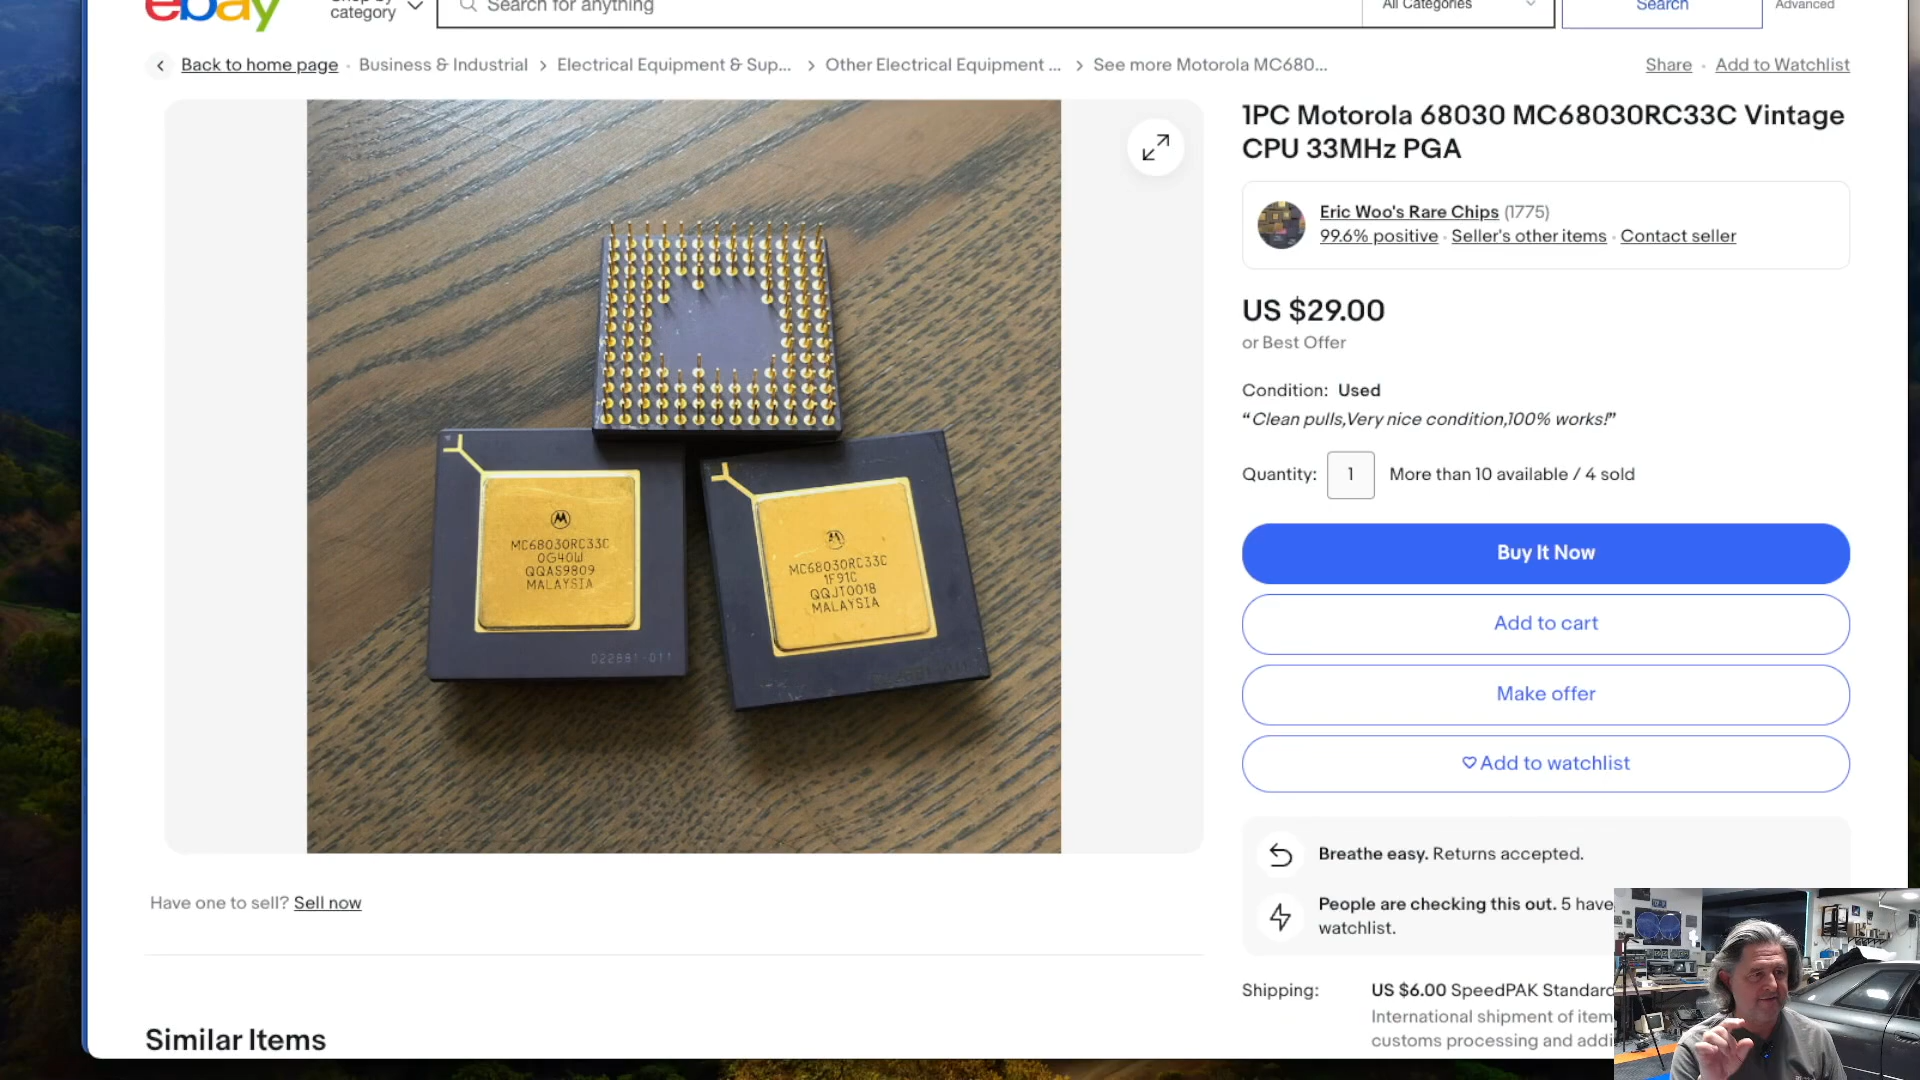 ebay
Shop by
category
Search for anything
All Categories
Search
Advanced
Back to home page · Business & Industrial > Electrical Equipment & Sup... > Other Electrical Equipment ... > See more Motorola MC680...
Share · Add to Watchlist
1PC Motorola 68030 MC68030RC33C Vintage
CPU 33MHz PGA
Eric Woo's Rare Chips (1775)
99.6% positive · Seller's other items · Contact seller
US $29.00
or Best Offer
Condition: Used
“Clean pulls,Very nice condition,100% works!”
Quantity: 1 More than 10 available / 4 sold
Buy It Now
Add to cart
Make offer
Add to watchlist
Breathe easy. Returns accepted.
People are checking this out. 5 have
watchlist.
Shipping: US $6.00 SpeedPAK Standard
International shipment of item
customs processing and addi
MC68030RC33C
0G40W
QQAS9809
MALAYSIA
D22881-011
MC68030RC33C
1F91C
QQJT0018
MALAYSIA
Have one to sell? Sell now
Similar Items